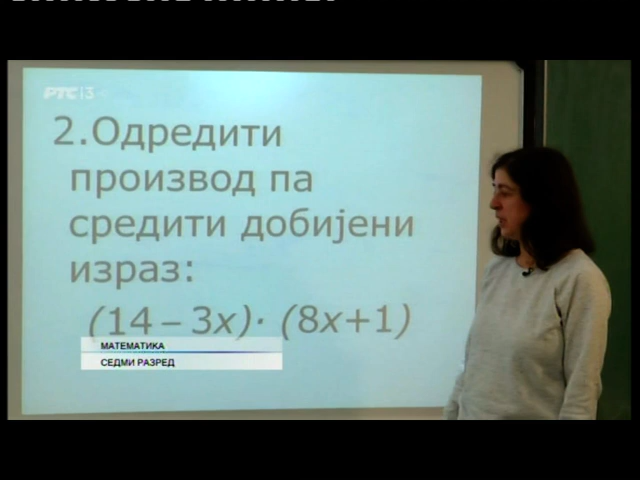 РТС 3
2.Одредити
производ па
средити добијени
израз:
(14 – 3x)· (8x+1)
МАТЕМАТИКА
СЕДМИ РАЗРЕД